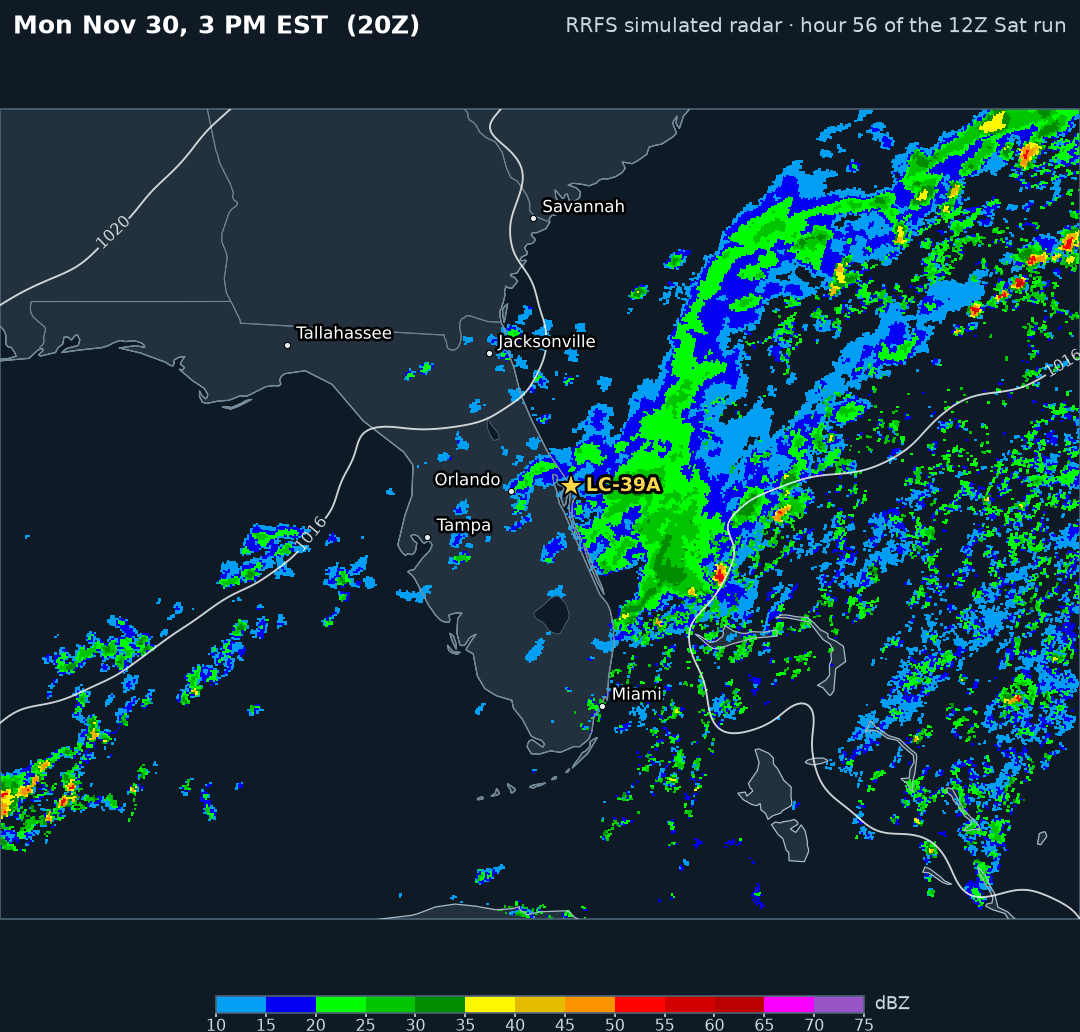 Mon Nov 30, 3 PM EST (20Z)
RRFS simulated radar · hour 56 of the 12Z Sat run
1020
Savannah
Tallahassee
Jacksonville
1016
Orlando
LC-39A
Tampa
1016
Miami
dBZ
10 15 20 25 30 35 40 45 50 55 60 65 70 75